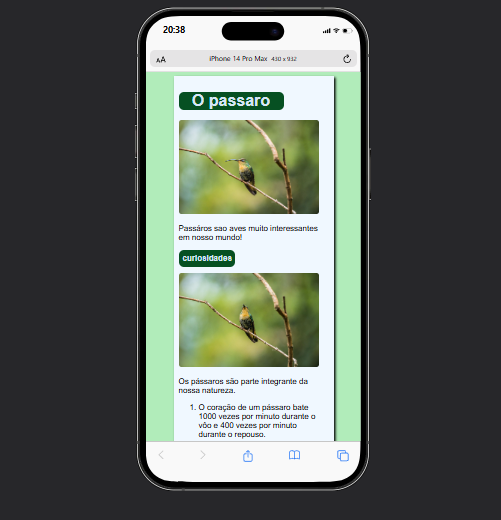 20:38
AA
iPhone 14 Pro Max 430 x 932
O passaro
Passáros sao aves muito interessantes
em nosso mundo!
curiosidades
Os pássaros são parte integrante da
nossa natureza.
1. O coração de um pássaro bate
1000 vezes por minuto durante o
vôo e 400 vezes por minuto
durante o repouso.